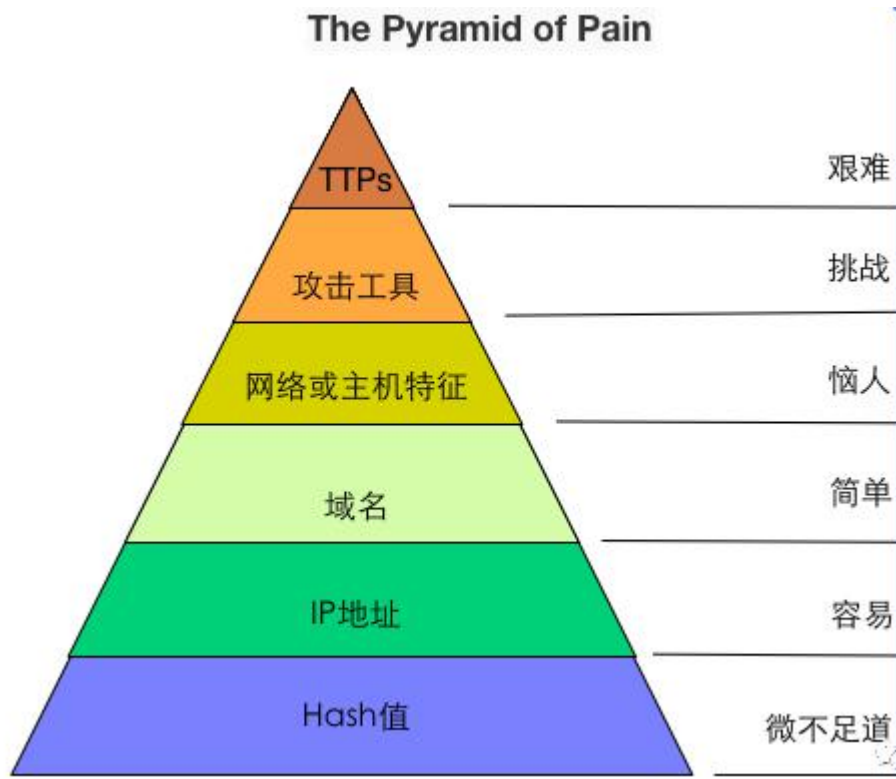 The Pyramid of Pain
TTPs
艰难
攻击工具
挑战
网络或主机特征
恼人
域名
简单
IP地址
容易
Hash值
微不足道